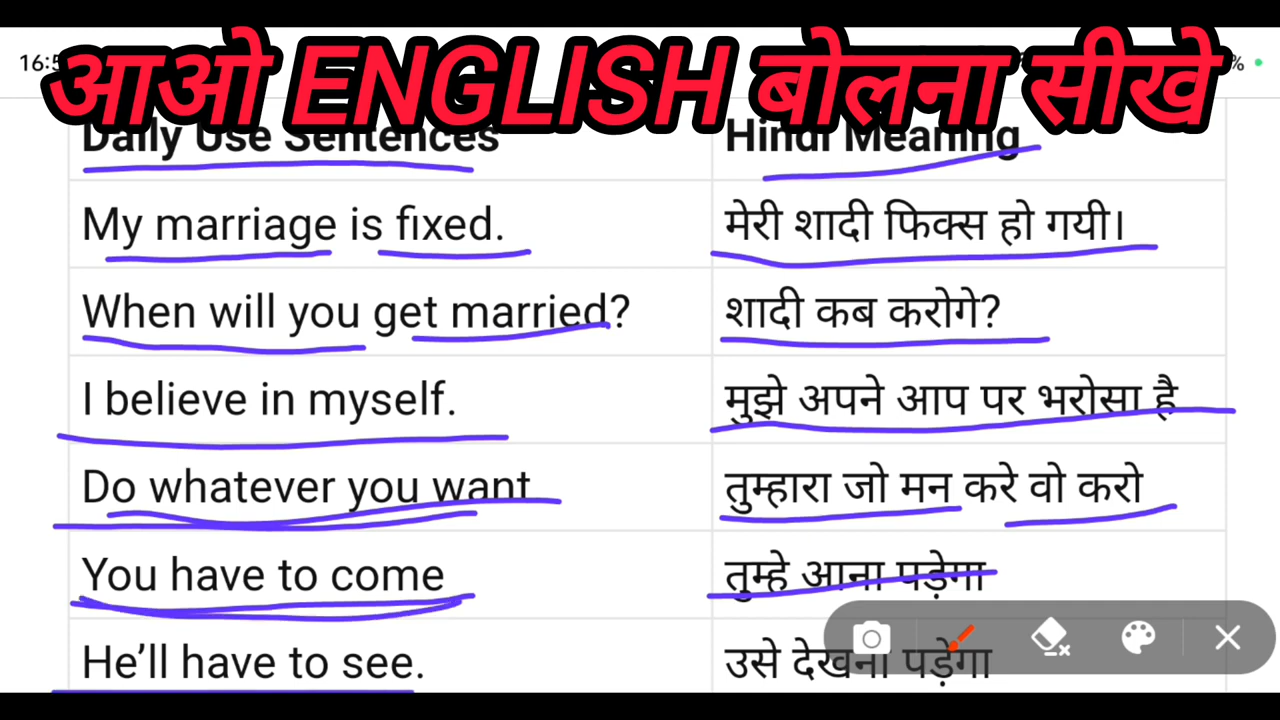 आओ ENGLISH बोलना सीखे
Daily Use Sentences Hindi Meaning
My marriage is fixed. मेरी शादी फिक्स हो गयी।
When will you get married? शादी कब करोगे?
I believe in myself. मुझे अपने आप पर भरोसा है
Do whatever you want तुम्हारा जो मन करे वो करो
You have to come तुम्हे आना पड़ेगा
He’ll have to see. उसे देखना पड़ेगा